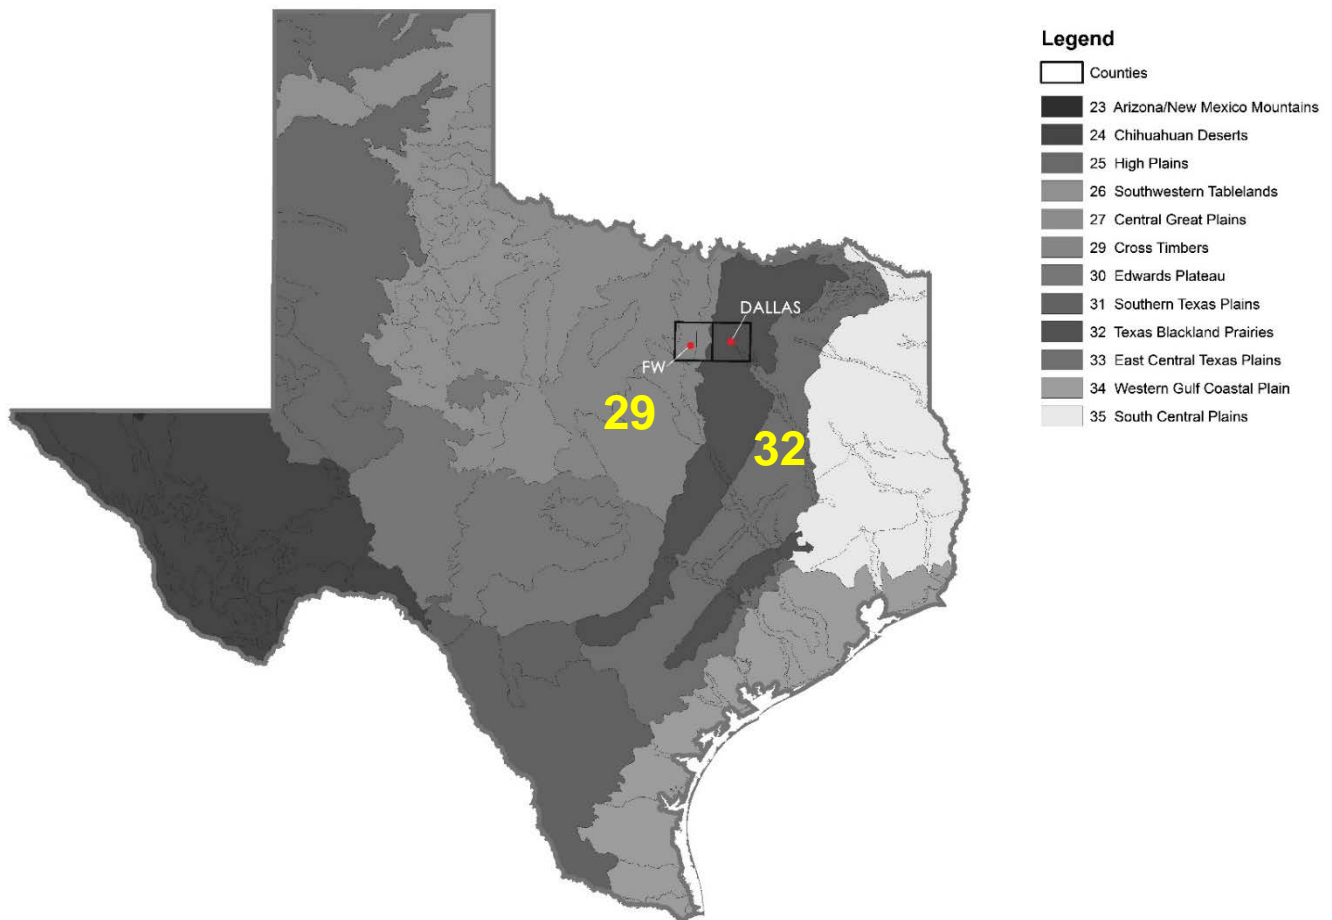 Legend
Counties
23 Arizona/New Mexico Mountains
24 Chihuahuan Deserts
25 High Plains
26 Southwestern Tablelands
27 Central Great Plains
29 Cross Timbers
30 Edwards Plateau
31 Southern Texas Plains
32 Texas Blackland Prairies
33 East Central Texas Plains
34 Western Gulf Coastal Plain
35 South Central Plains
DALLAS
FW
29
32